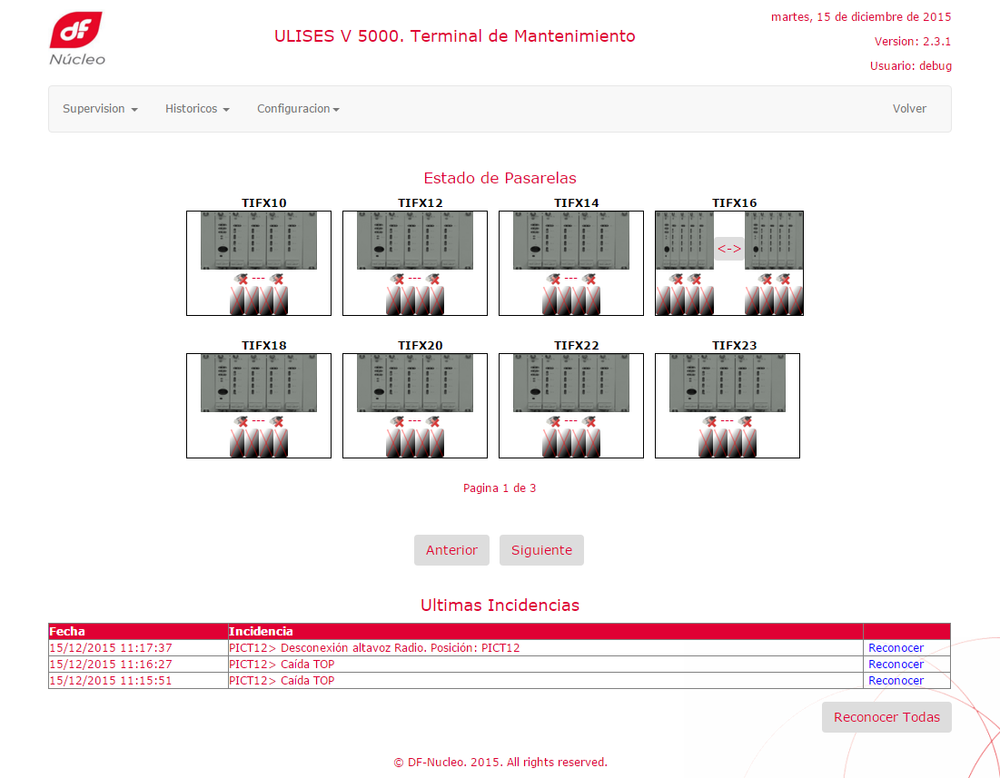 df
Núcleo
ULISES V 5000. Terminal de Mantenimiento
martes, 15 de diciembre de 2015
Version: 2.3.1
Usuario: debug
Supervision Historicos Configuracion Volver
Estado de Pasarelas
TIFX10 TIFX12 TIFX14 TIFX16
<->
--- --- ---
TIFX18 TIFX20 TIFX22 TIFX23
--- --- --- ---
Pagina 1 de 3
Anterior Siguiente
Ultimas Incidencias
Fecha Incidencia
15/12/2015 11:17:37 PICT12> Desconexión altavoz Radio. Posición: PICT12 Reconocer
15/12/2015 11:16:27 PICT12> Caída TOP Reconocer
15/12/2015 11:15:51 PICT12> Caída TOP Reconocer
Reconocer Todas
© DF-Nucleo. 2015. All rights reserved.